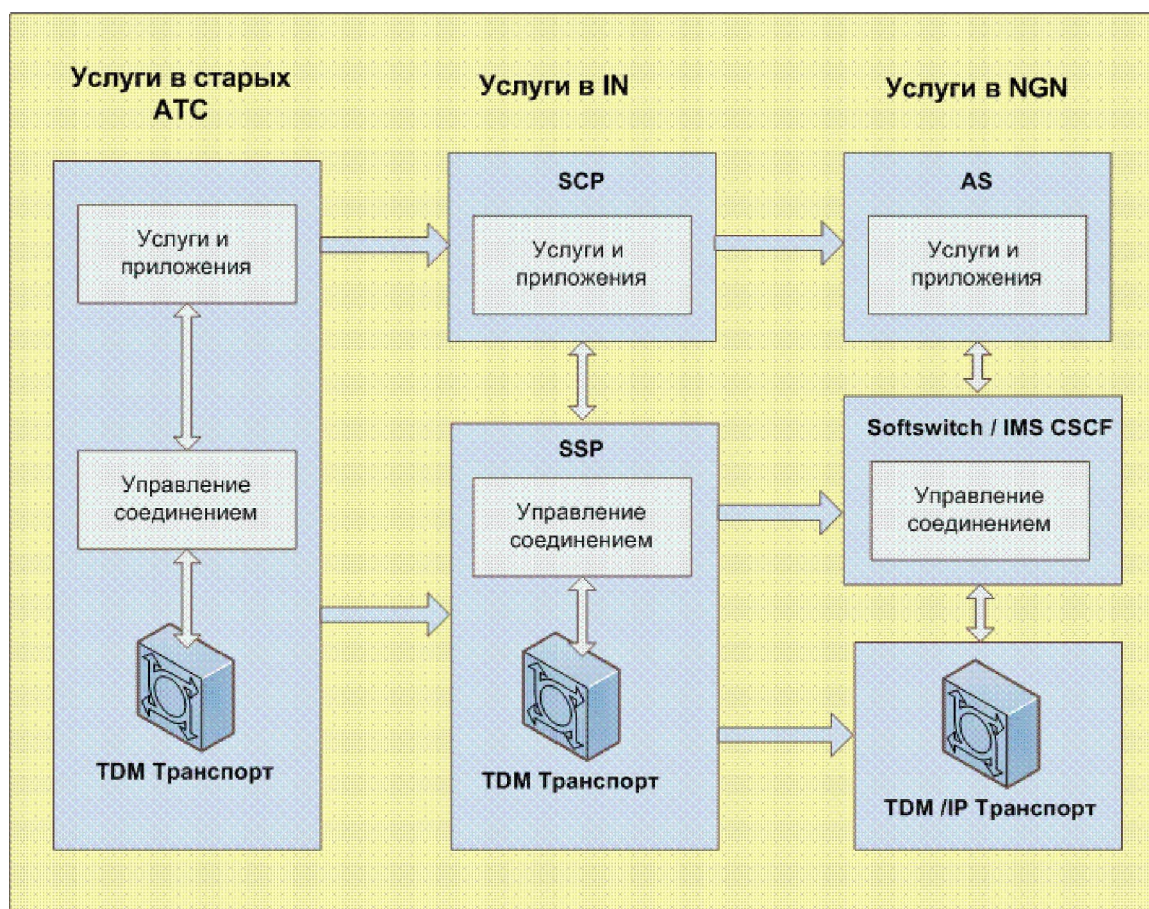 Услуги в старых
АТС
Услуги и
приложения
Управление
соединением
TDM Транспорт
Услуги в IN
SCP
Услуги и
приложения
SSP
Управление
соединением
TDM Транспорт
Услуги в NGN
AS
Услуги и
приложения
Softswitch / IMS CSCF
Управление
соединением
TDM /IP Транспорт